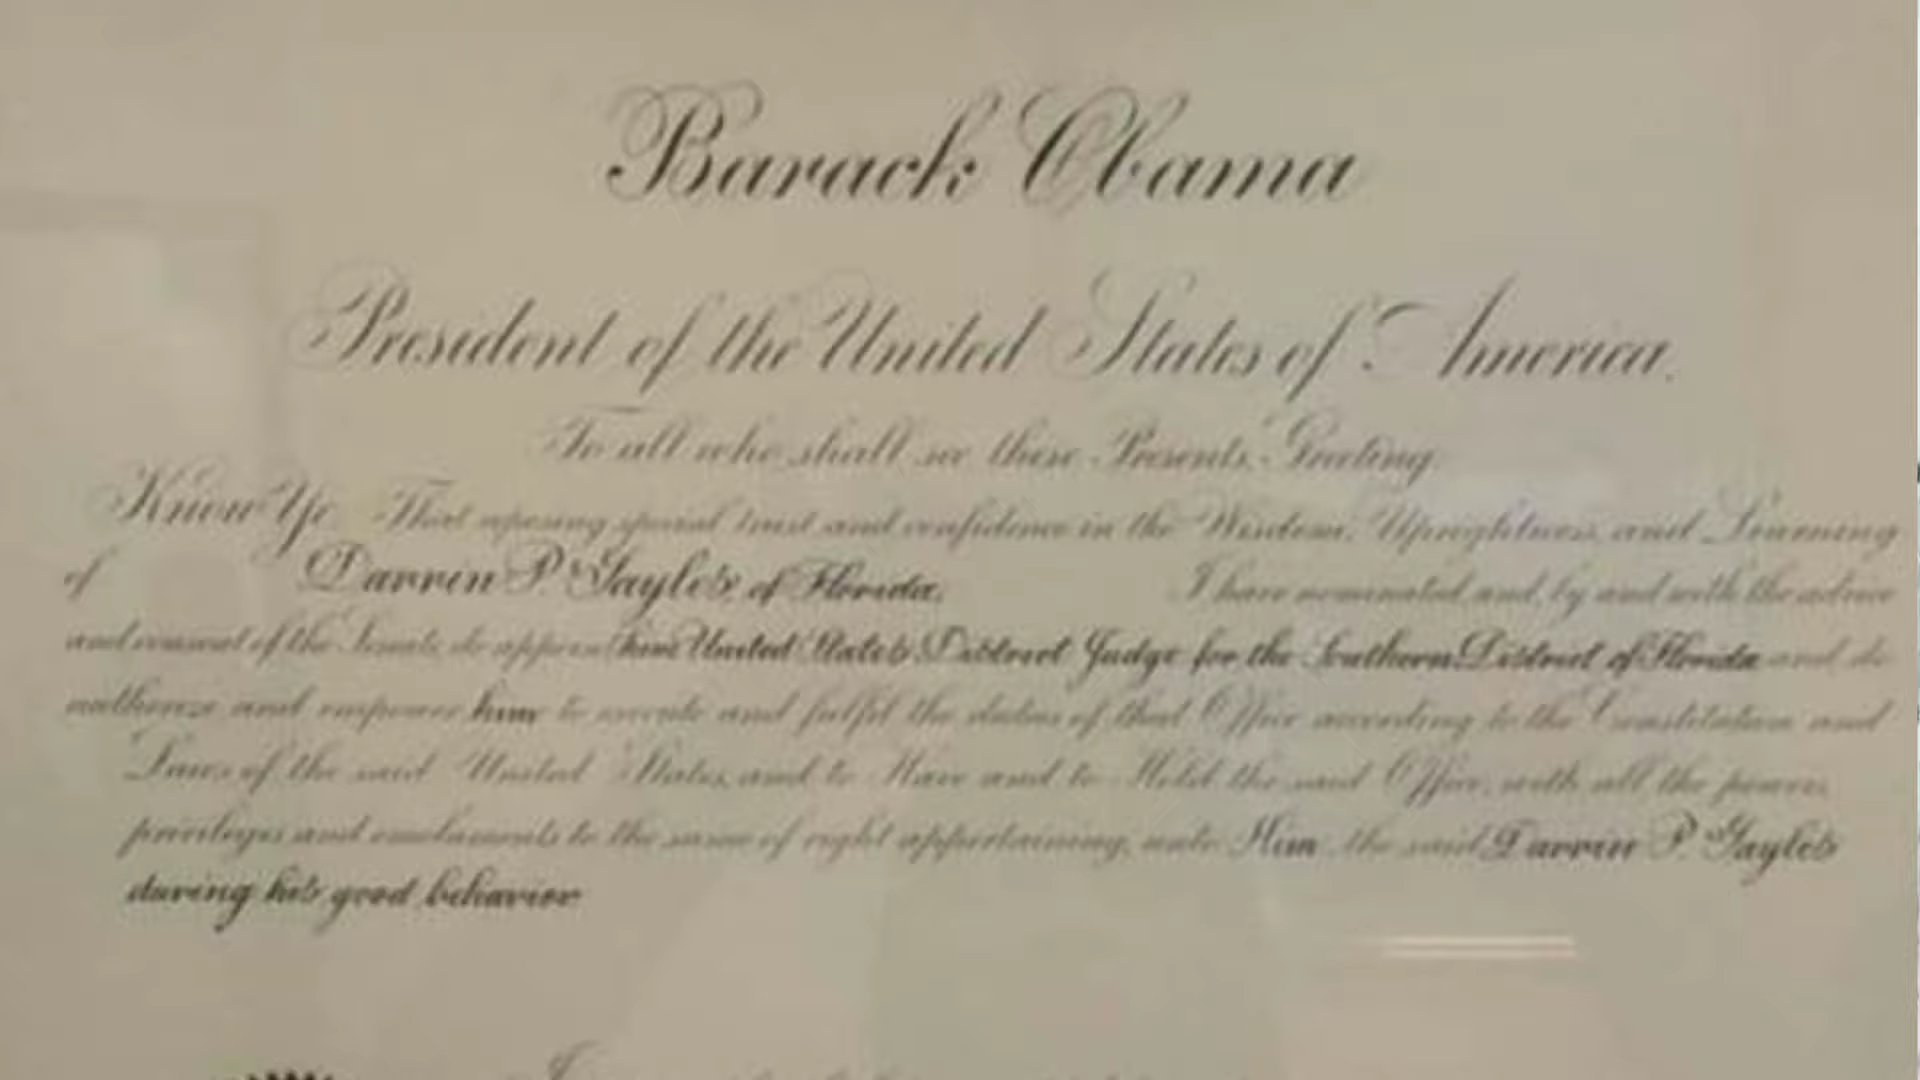 Barack Obama
President of the United States of America.
To all who shall see these Presents, Greeting:
Know Ye, That reposing special trust and confidence in the Wisdom, Uprightness, and Learning
of Darrin P. Gayles, of Florida, I have nominated, and, by and with the advice
and consent of the Senate, do appoint him United States District Judge for the Southern District of Florida and do
authorize and empower him to execute and fulfil the duties of that Office according to the Constitution and
Laws of the said United States, and to Have and to Hold the said Office, with all the powers,
privileges and emoluments to the same of right appertaining, unto Him, the said Darrin P. Gayles
during his good behavior.